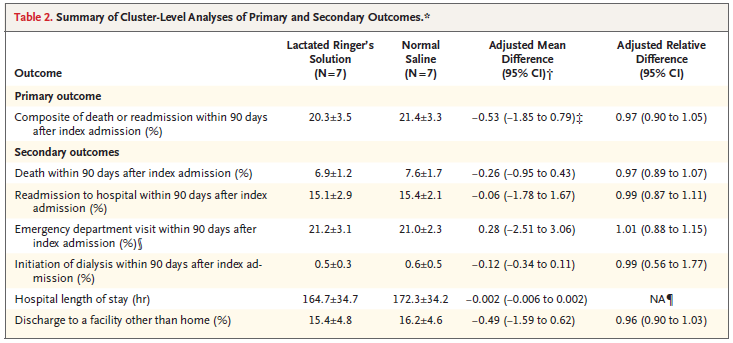 Table 2. Summary of Cluster-Level Analyses of Primary and Secondary Outcomes.*
Outcome Lactated Ringer's Solution (N=7) Normal Saline (N=7) Adjusted Mean Difference (95% CI)† Adjusted Relative Difference (95% CI)
Primary outcome
Composite of death or readmission within 90 days 20.3±3.5 21.4±3.3 −0.53 (−1.85 to 0.79)‡ 0.97 (0.90 to 1.05)
after index admission (%)
Secondary outcomes
Death within 90 days after index admission (%) 6.9±1.2 7.6±1.7 −0.26 (−0.95 to 0.43) 0.97 (0.89 to 1.07)
Readmission to hospital within 90 days after index 15.1±2.9 15.4±2.1 −0.06 (−1.78 to 1.67) 0.99 (0.87 to 1.11)
admission (%)
Emergency department visit within 90 days after 21.2±3.1 21.0±2.3 0.28 (−2.51 to 3.06) 1.01 (0.88 to 1.15)
index admission (%)§
Initiation of dialysis within 90 days after index ad- 0.5±0.3 0.6±0.5 −0.12 (−0.34 to 0.11) 0.99 (0.56 to 1.77)
mission (%)
Hospital length of stay (hr) 164.7±34.7 172.3±34.2 −0.002 (−0.006 to 0.002) NA¶
Discharge to a facility other than home (%) 15.4±4.8 16.2±4.6 −0.49 (−1.59 to 0.62) 0.96 (0.90 to 1.03)